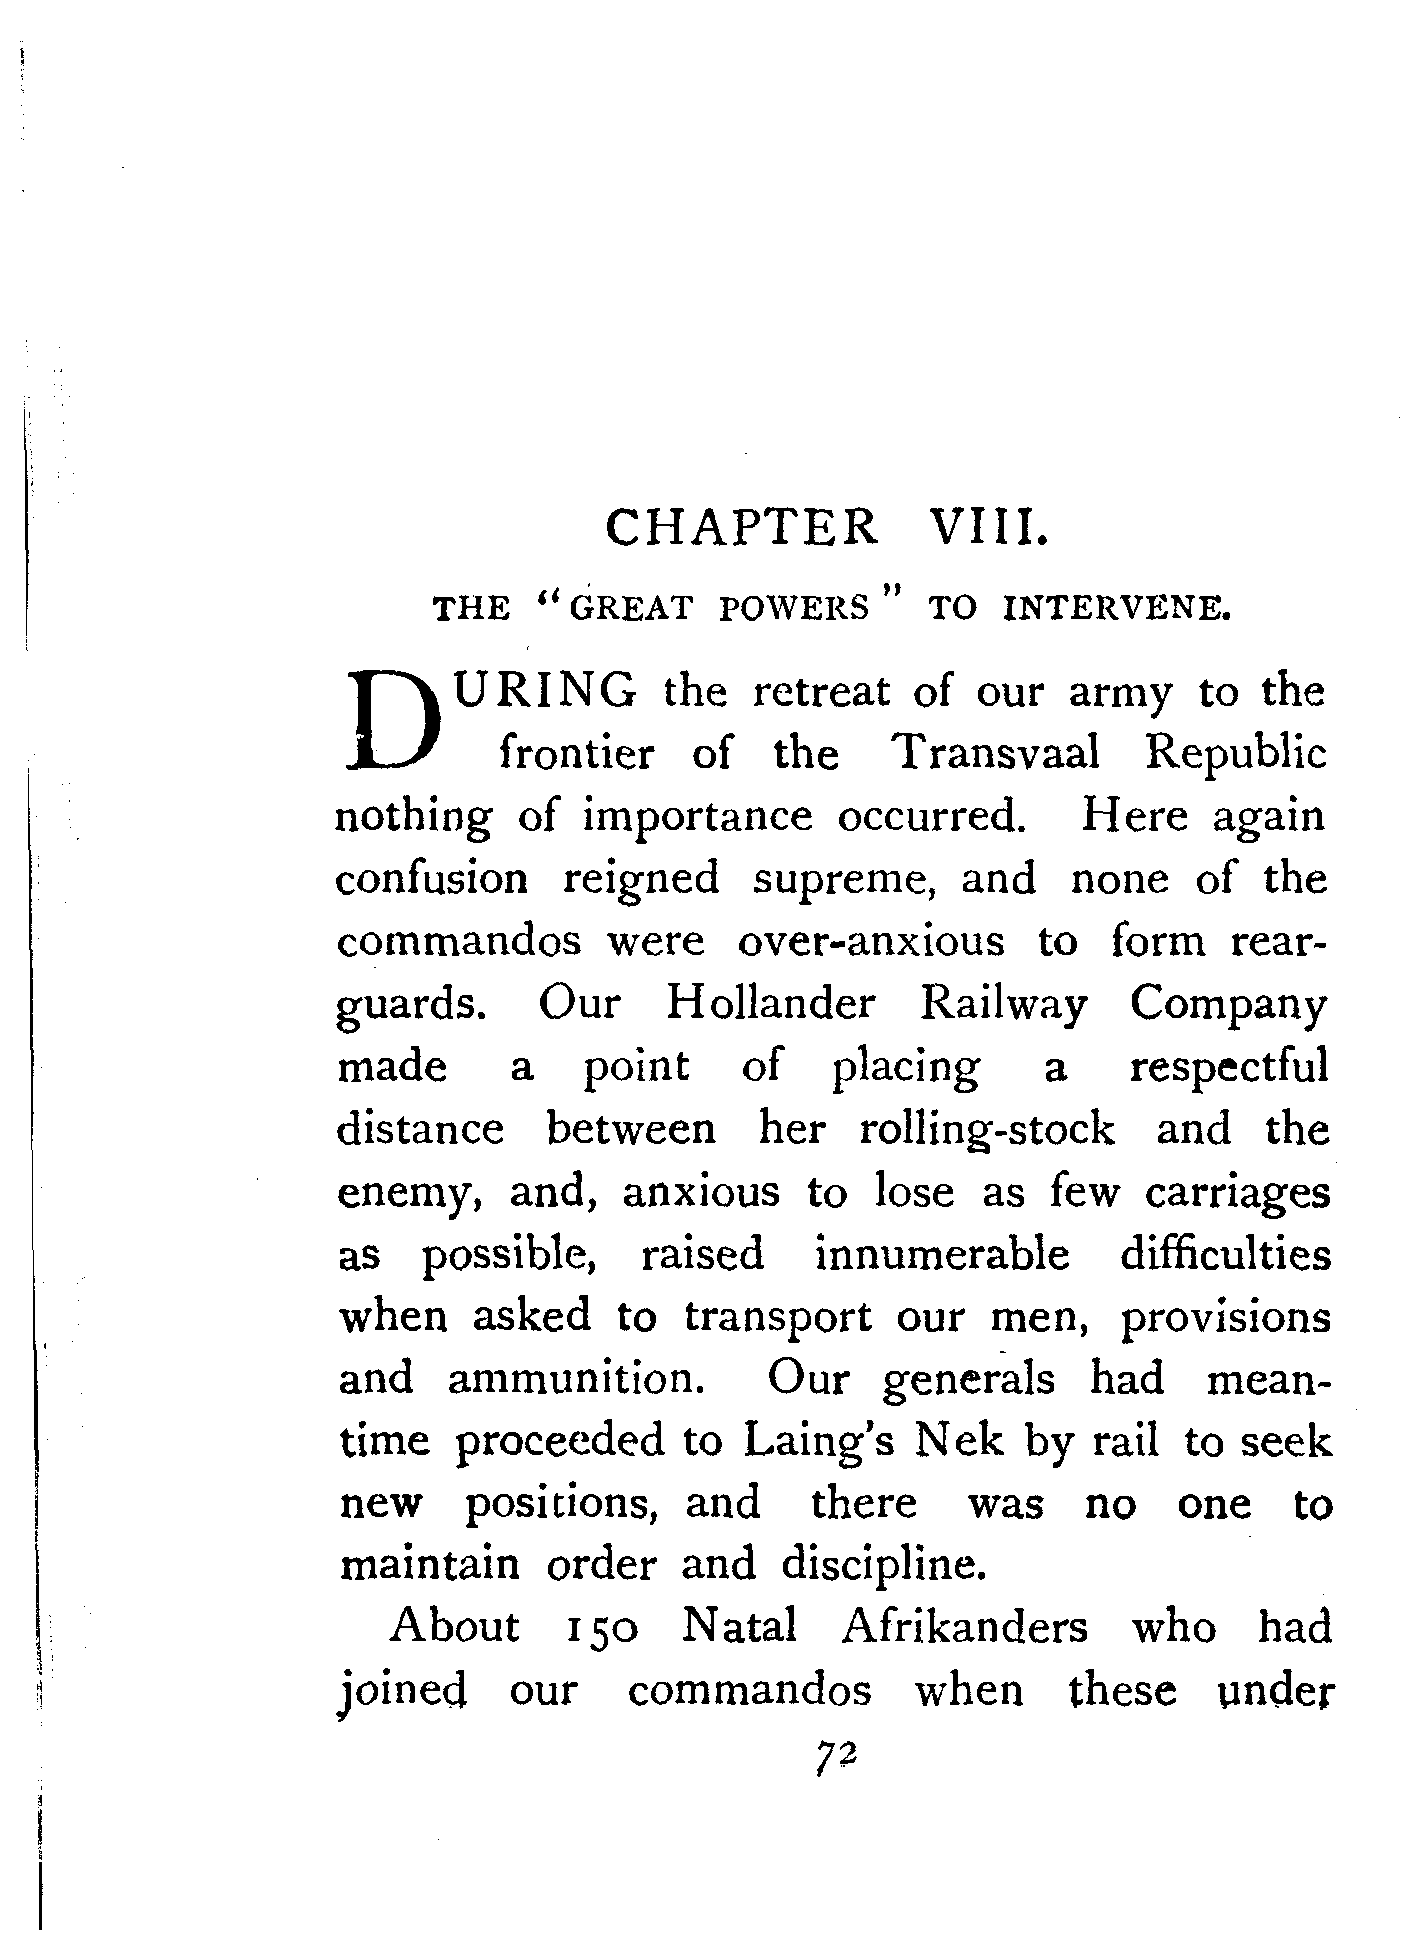 CHAPTER VIII.
THE "GREAT POWERS" TO INTERVENE.
DURING the retreat of our army to the
frontier of the Transvaal Republic
nothing of importance occurred. Here again
confusion reigned supreme, and none of the
commandos were over-anxious to form rear-
guards. Our Hollander Railway Company
made a point of placing a respectful
distance between her rolling-stock and the
enemy, and, anxious to lose as few carriages
as possible, raised innumerable difficulties
when asked to transport our men, provisions
and ammunition. Our generals had mean-
time proceeded to Laing's Nek by rail to seek
new positions, and there was no one to
maintain order and discipline.
About 150 Natal Afrikanders who had
joined our commandos when these under
72